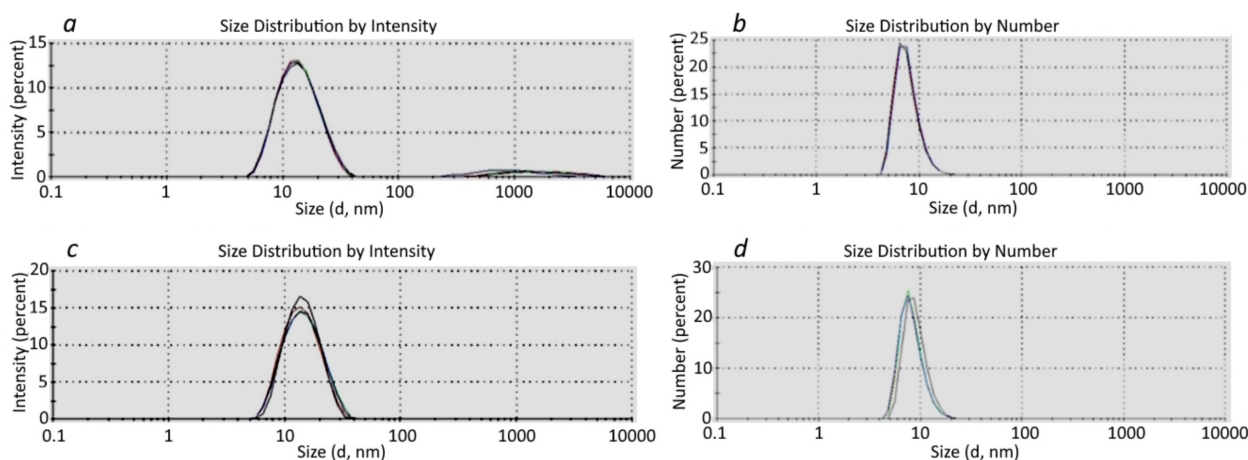 a
Size Distribution by Intensity
Intensity (percent)
15
10
5
0
0.1 1 10 100 1000 10000
Size (d, nm)
b
Size Distribution by Number
Number (percent)
25
20
15
10
5
0
0.1 1 10 100 1000 10000
Size (d, nm)
c
Size Distribution by Intensity
Intensity (percent)
20
15
10
5
0
0.1 1 10 100 1000 10000
Size (d, nm)
d
Size Distribution by Number
Number (percent)
30
20
10
0
0.1 1 10 100 1000 10000
Size (d, nm)